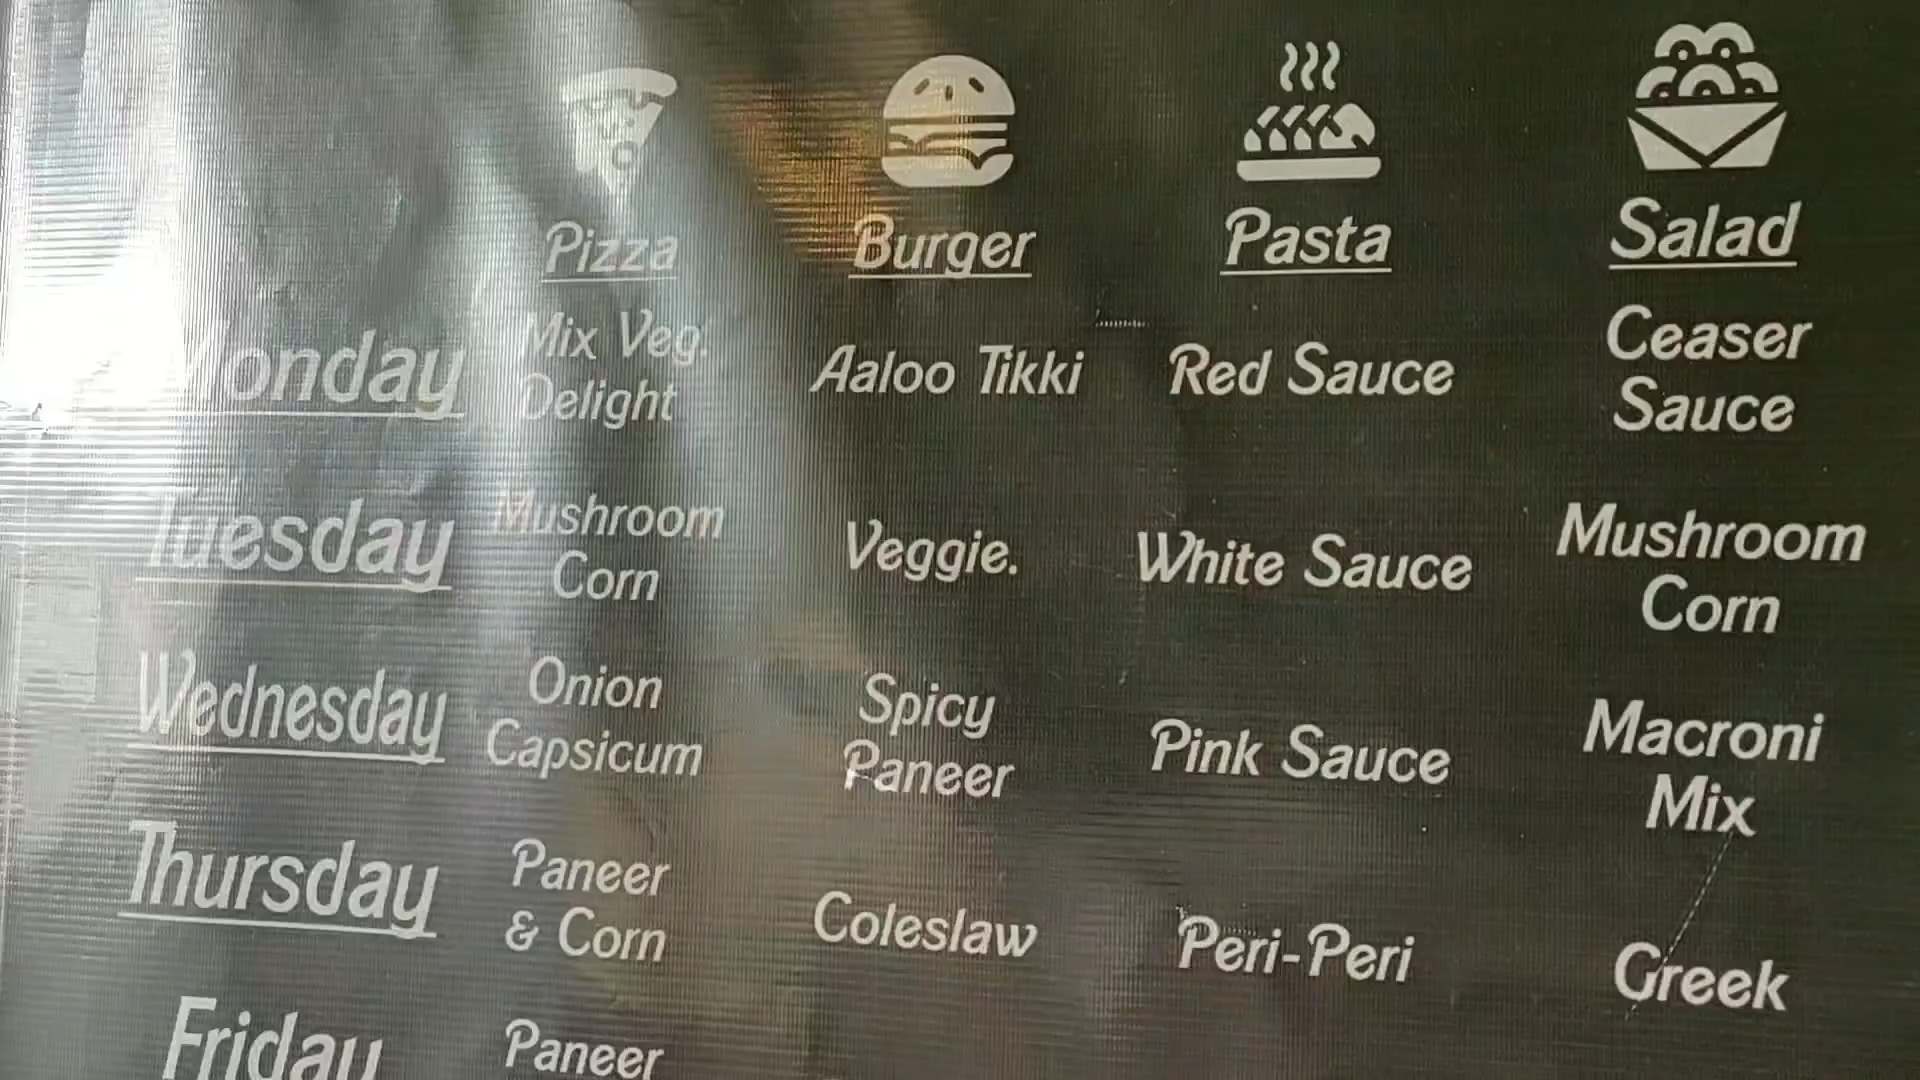 Pizza Burger Pasta Salad
Monday Mix Veg. Delight Aaloo Tikki Red Sauce Ceaser Sauce
Tuesday Mushroom Corn Veggie. White Sauce Mushroom Corn
Wednesday Onion Capsicum Spicy Paneer Pink Sauce Macroni Mix
Thursday Paneer & Corn Coleslaw Peri-Peri Greek
Friday Paneer